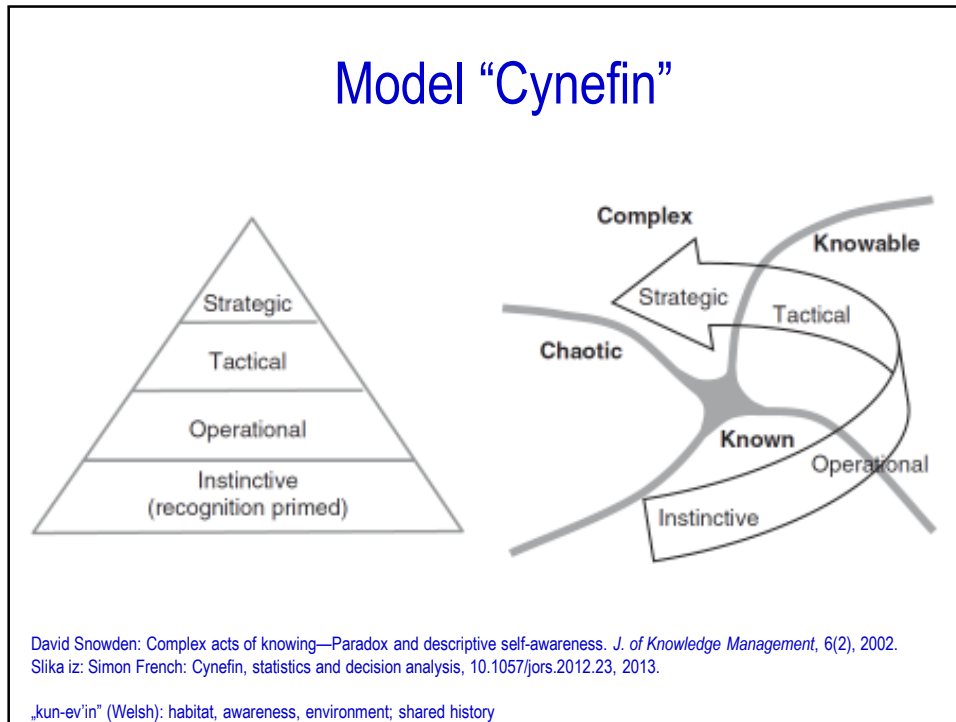 Model “Cynefin”
Strategic
Tactical
Operational
Instinctive
(recognition primed)
Complex
Knowable
Strategic
Tactical
Chaotic
Known
Operational
Instinctive
David Snowden: Complex acts of knowing—Paradox and descriptive self-awareness. J. of Knowledge Management, 6(2), 2002.
Slika iz: Simon French: Cynefin, statistics and decision analysis, 10.1057/jors.2012.23, 2013.
„kun-ev’in” (Welsh): habitat, awareness, environment; shared history